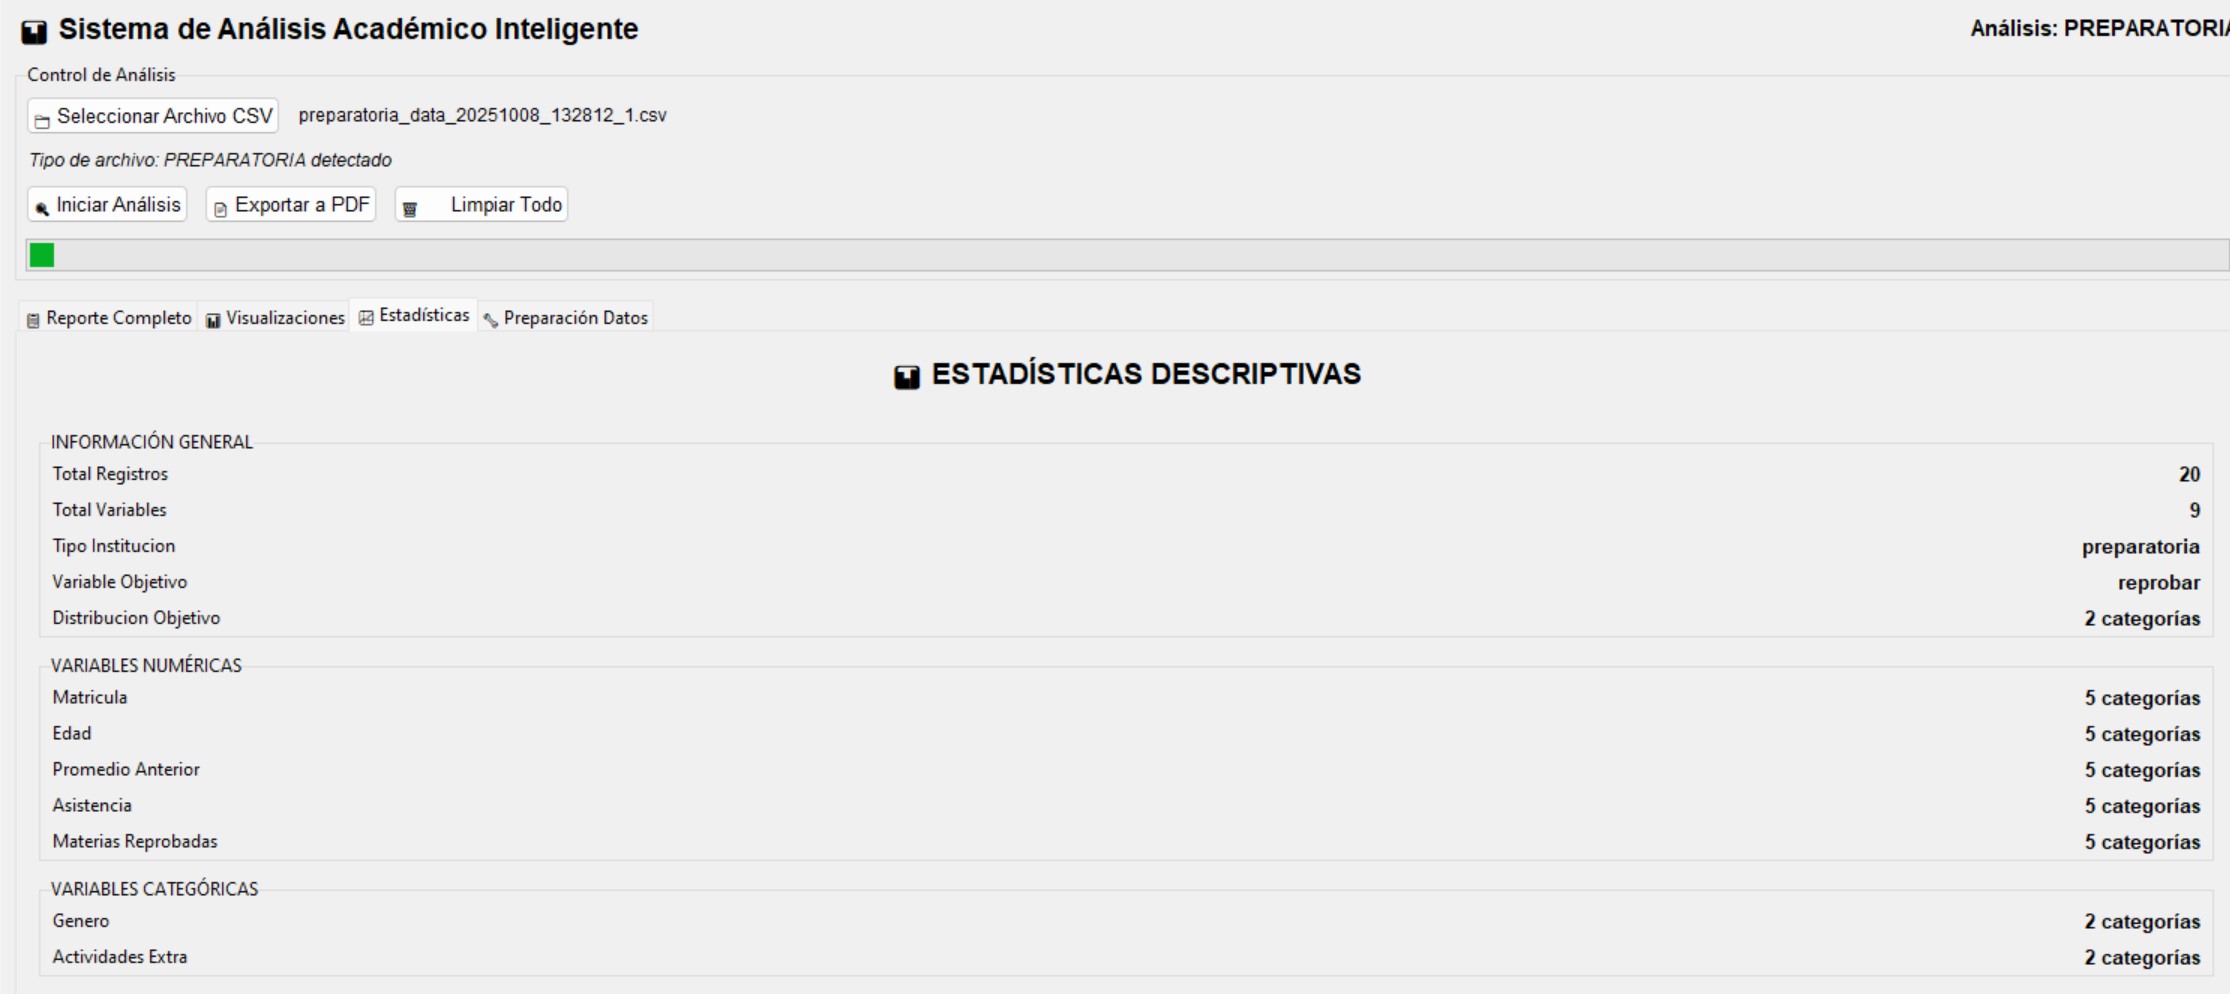 Sistema de Análisis Académico Inteligente
Análisis: PREPARATORIA
Control de Análisis
Seleccionar Archivo CSV preparatoria_data_20251008_132812_1.csv
Tipo de archivo: PREPARATORIA detectado
Iniciar Análisis Exportar a PDF Limpiar Todo
Reporte Completo Visualizaciones Estadísticas Preparación Datos
ESTADÍSTICAS DESCRIPTIVAS
INFORMACIÓN GENERAL
Total Registros 20
Total Variables 9
Tipo Institucion preparatoria
Variable Objetivo reprobar
Distribucion Objetivo 2 categorías
VARIABLES NUMÉRICAS
Matricula 5 categorías
Edad 5 categorías
Promedio Anterior 5 categorías
Asistencia 5 categorías
Materias Reprobadas 5 categorías
VARIABLES CATEGÓRICAS
Genero 2 categorías
Actividades Extra 2 categorías